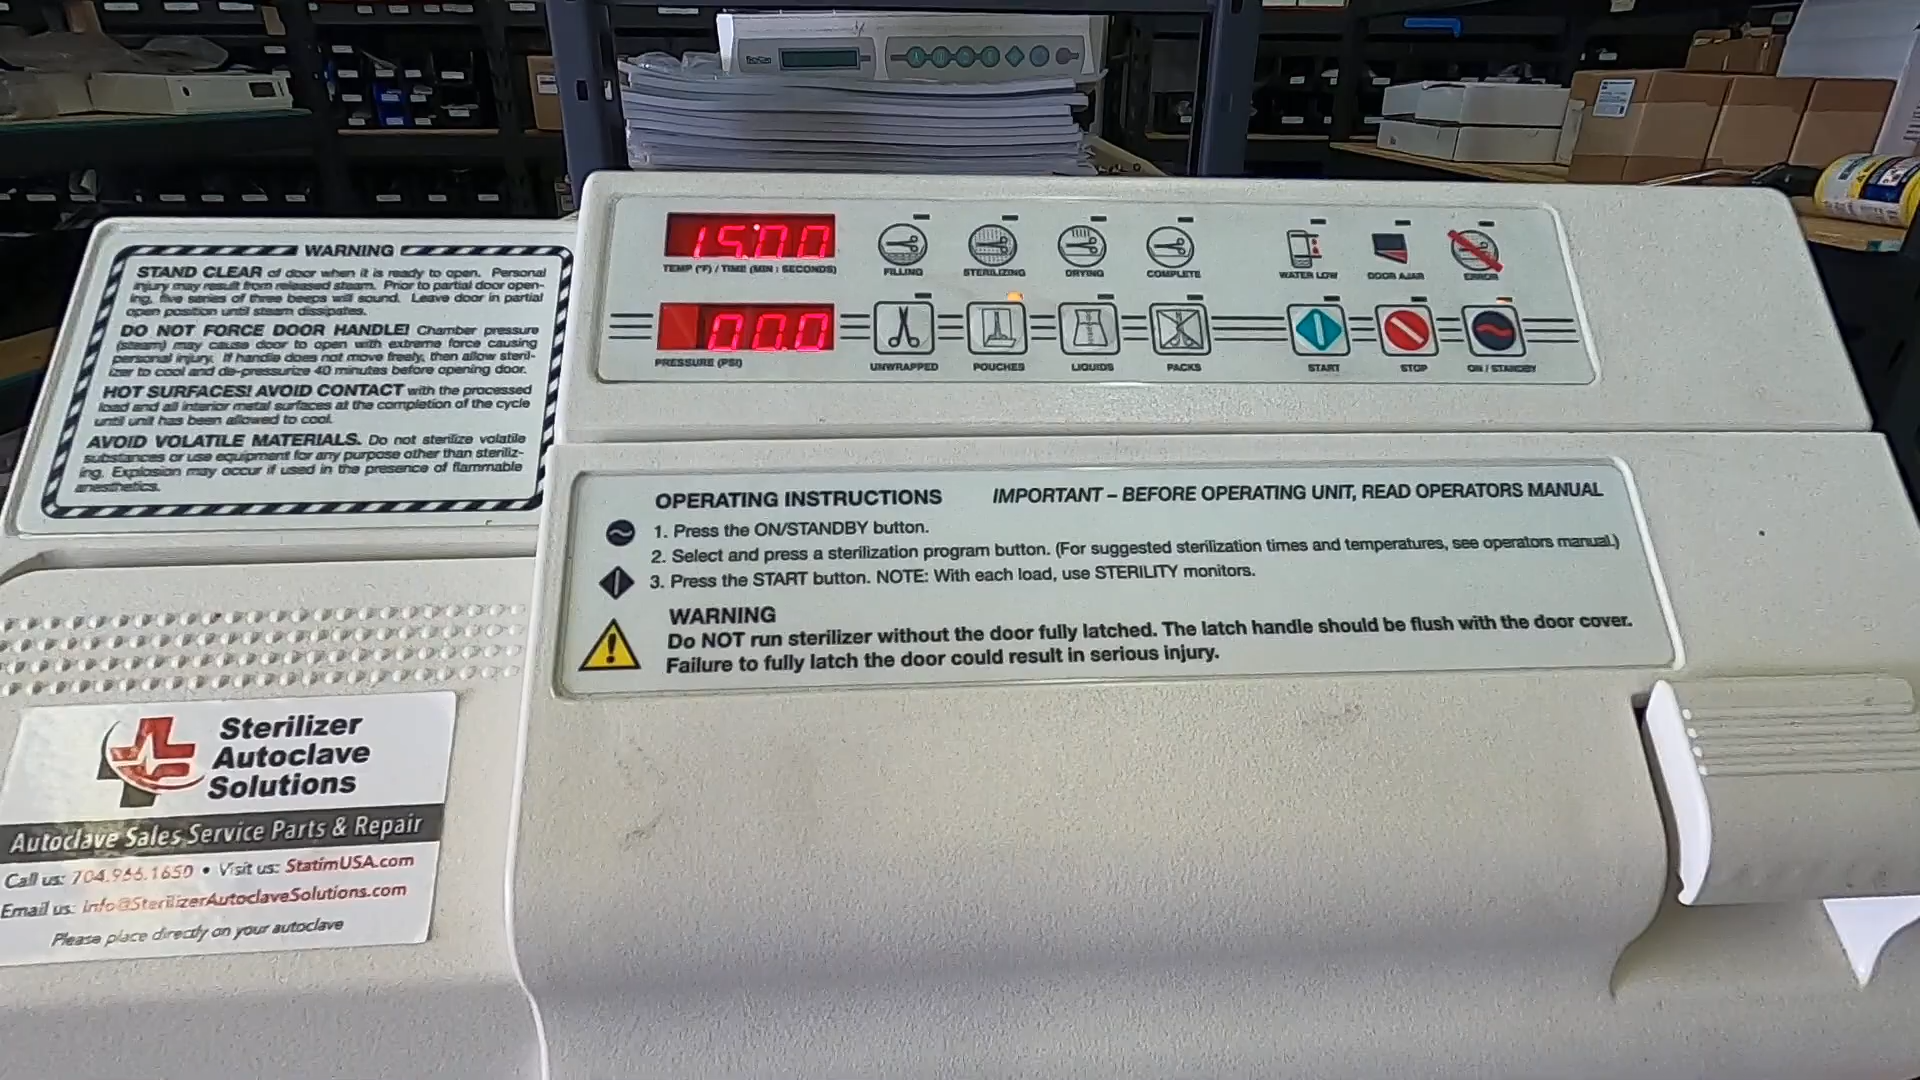 WARNING
STAND CLEAR of door when it is ready to open. Personal
injury may result from released steam. Prior to partial door open-
ing, five series of three beeps will sound. Leave door in partial
open position until steam dissipates.
DO NOT FORCE DOOR HANDLE! Chamber pressure
(steam) may cause door to open with extreme force causing
personal injury. If handle does not move freely, then allow steril-
izer to cool and de-pressurize 40 minutes before opening door.
HOT SURFACES! AVOID CONTACT with the processed
load and all interior metal surfaces at the completion of the cycle
until unit has been allowed to cool.
AVOID VOLATILE MATERIALS. Do not sterilize volatile
substances or use equipment for any purpose other than steriliz-
ing. Explosion may occur if used in the presence of flammable
anesthetics.
15:00
TEMP (°F) / TIME (MIN : SECONDS)
FILLING
STERILIZING
DRYING
COMPLETE
WATER LOW
DOOR AJAR
ERROR
00.0
PRESSURE (PSI)
UNWRAPPED
POUCHES
LIQUIDS
PACKS
START
STOP
ON / STANDBY
OPERATING INSTRUCTIONS
IMPORTANT – BEFORE OPERATING UNIT, READ OPERATORS MANUAL
1. Press the ON/STANDBY button.
2. Select and press a sterilization program button. (For suggested sterilization times and temperatures, see operators manual.)
3. Press the START button. NOTE: With each load, use STERILITY monitors.
WARNING
Do NOT run sterilizer without the door fully latched. The latch handle should be flush with the door cover.
Failure to fully latch the door could result in serious injury.
Sterilizer
Autoclave
Solutions
Autoclave Sales Service Parts & Repair
Call us: 704.966.1650 • Visit us: StatimUSA.com
Email us: Info@SterilizerAutoclaveSolutions.com
Please place directly on your autoclave